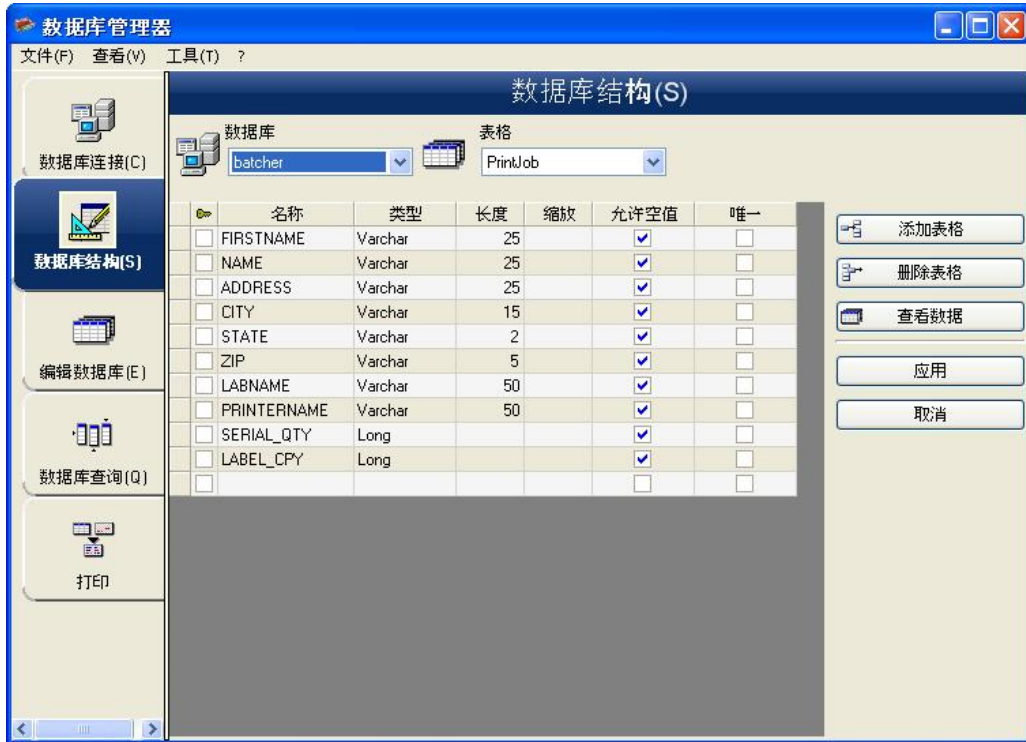 数据库管理器
文件(F) 查看(V) 工具(T) ?
数据库连接(C)
数据库结构(S)
编辑数据库(E)
数据库查询(Q)
打印
数据库结构(S)
数据库 表格
batcher PrintJob
名称 类型 长度 缩放 允许空值 唯一
FIRSTNAME Varchar 25
NAME Varchar 25
ADDRESS Varchar 25
CITY Varchar 15
STATE Varchar 2
ZIP Varchar 5
LABNAME Varchar 50
PRINTERNAME Varchar 50
SERIAL_QTY Long
LABEL_CPY Long
添加表格
删除表格
查看数据
应用
取消